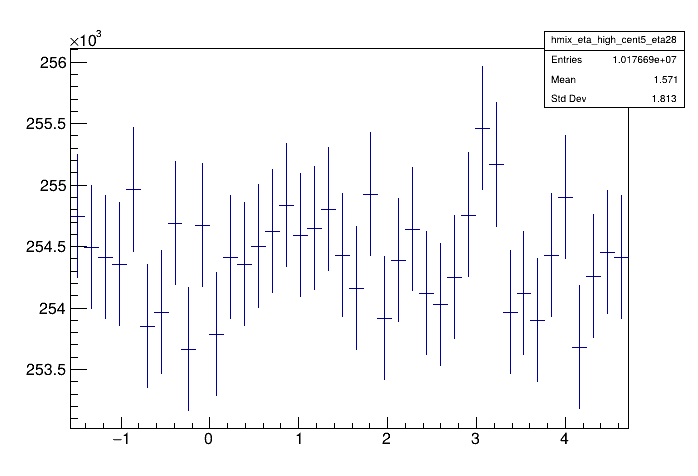 ×10³
hmix_eta_high_cent5_eta28
Entries 1.017669e+07
Mean 1.571
Std Dev 1.813
256
255.5
255
254.5
254
253.5
−1 0 1 2 3 4